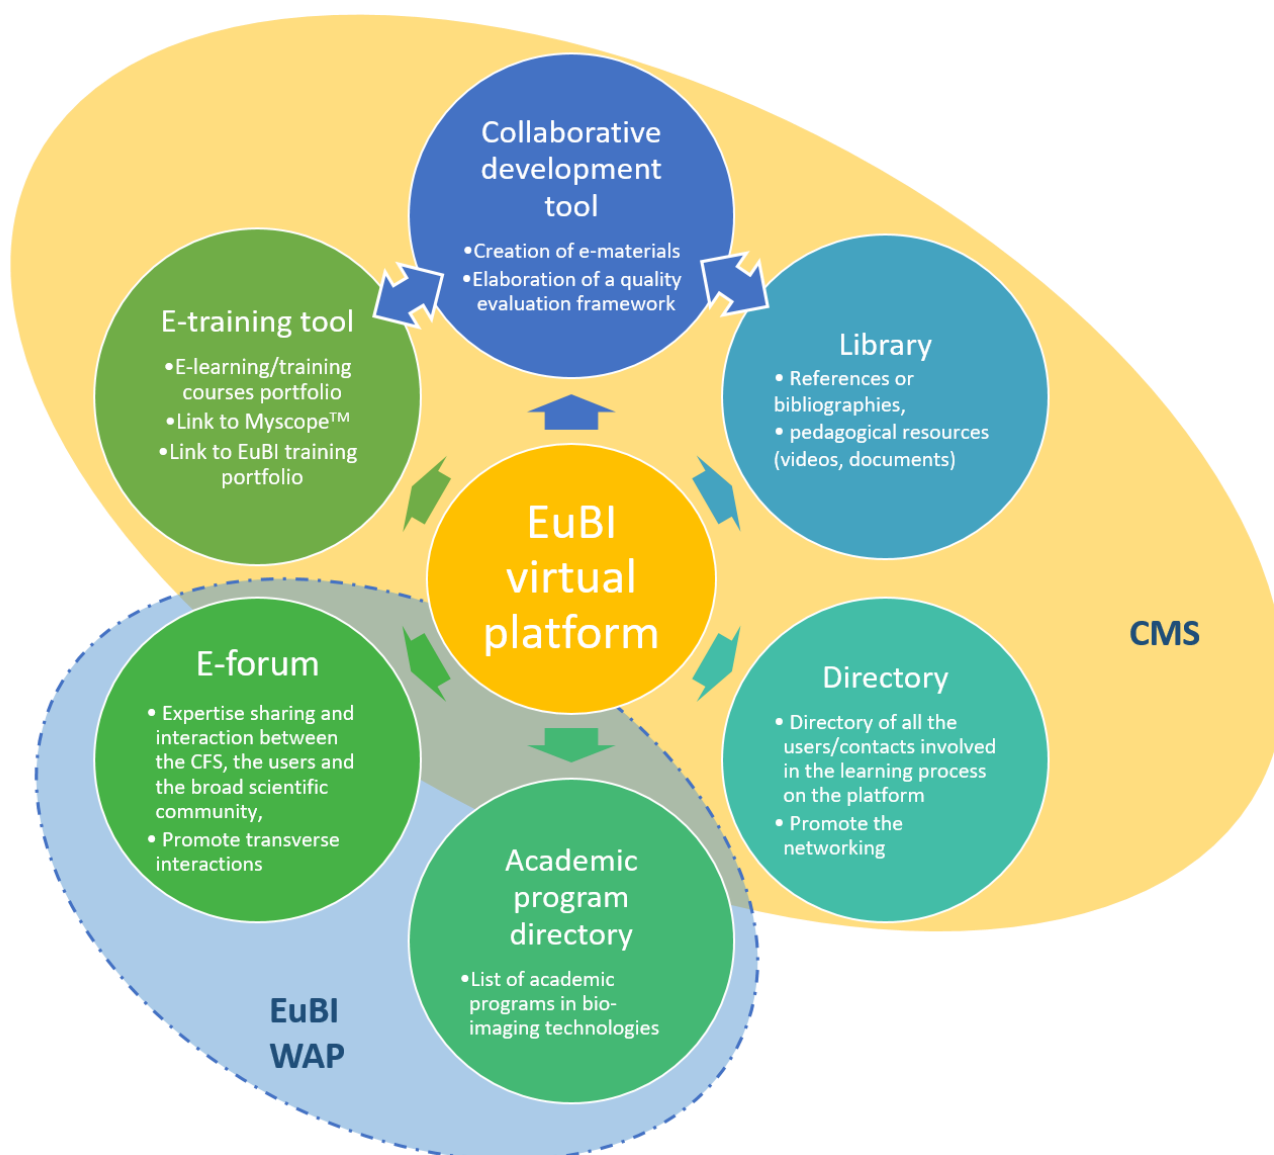 Collaborative
development
tool
•Creation of e-materials
•Elaboration of a quality
evaluation framework
E-training tool
•E-learning/training
courses portfolio
•Link to Myscope™
•Link to EuBI training
portfolio
Library
• References or
bibliographies,
• pedagogical resources
(videos, documents)
EuBI
virtual
platform
CMS
E-forum
• Expertise sharing and
interaction between
the CFS, the users and
the broad scientific
community,
• Promote transverse
interactions
Directory
• Directory of all the
users/contacts involved
in the learning process
on the platform
• Promote the
networking
Academic
program
directory
•List of academic
programs in bio-
imaging technologies
EuBI
WAP